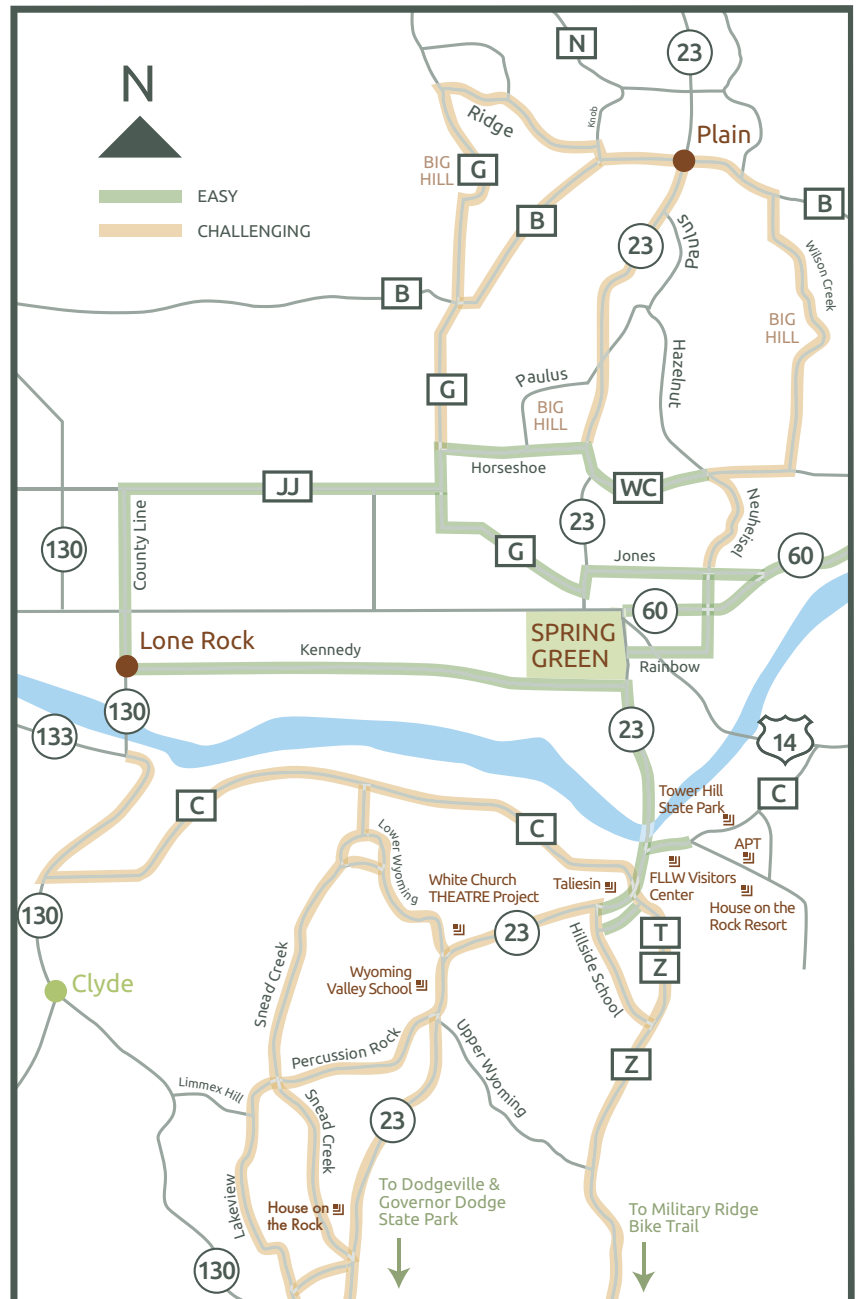 N
23
N
Knob
Ridge
Plain
BIG
HILL
G
EASY
B
B
CHALLENGING
23
Paulus
Wilson Creek
B
BIG
HILL
Hazelnut
Paulus
G
BIG
HILL
Horseshoe
JJ
WC
Neuheisel
23
130
County Line
G
Jones
60
60
SPRING
GREEN
Lone Rock
Kennedy
Rainbow
130
23
133
14
Tower Hill
State Park
C
C
C
Lower Wyoming
APT
White Church
THEATRE Project
Taliesin
FLLW Visitors
Center
House on the
Rock Resort
130
23
T
Z
Hillside School
Snead Creek
Wyoming
Valley School
Clyde
Percussion Rock
Upper Wyoming
Z
Limmex Hill
Snead Creek
23
Lakeview
House on
the Rock
To Dodgeville &
Governor Dodge
State Park
To Military Ridge
Bike Trail
130